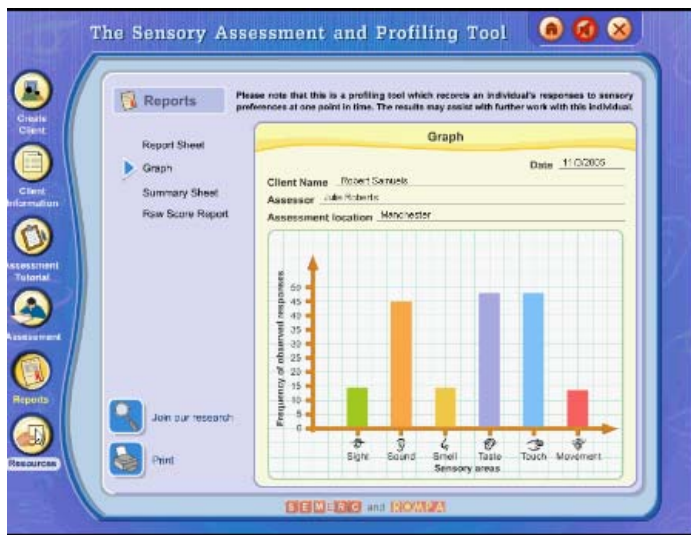 The Sensory Assessment and Profiling Tool
Create
Client
Client
Information
Assessment
Tutorial
Assessment
Reports
Resources
Reports
Please note that this is a profiling tool which records an individual's responses to sensory
preferences at one point in time. The results may assist with further work with this individual.
Report Sheet
Graph
Summary Sheet
Raw Score Report
Join our research
Print
Graph
Date
Client Name Robert Samuels
Assessor Julie Roberts
Assessment location Manchester
Frequency of observed responses
50
45
40
35
30
25
20
15
10
5
0
Sight Sound Smell Taste Touch Movement
Sensory areas
SEMERC and ROMPA